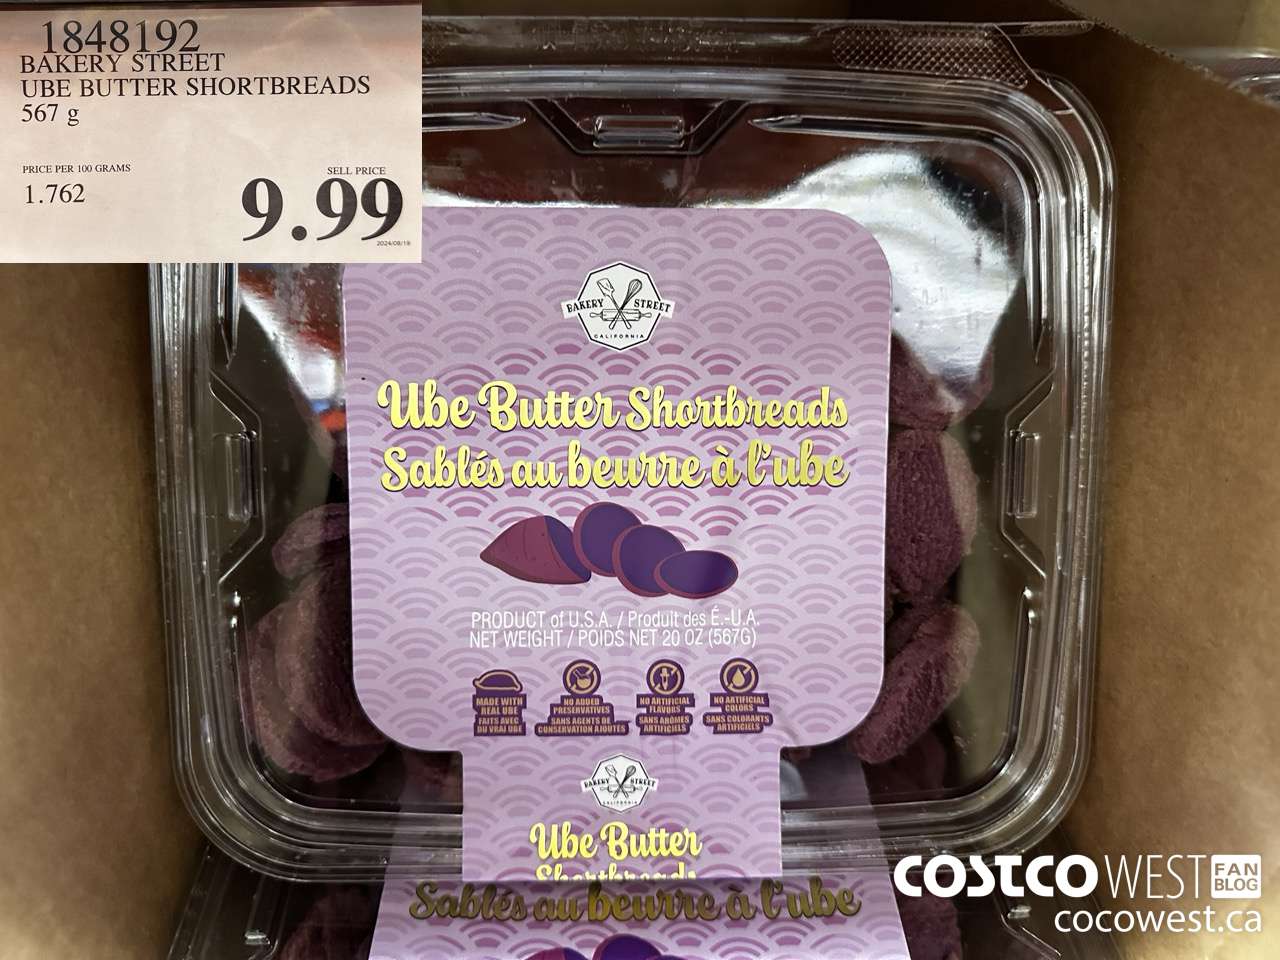 1848192
BAKERY STREET
UBE BUTTER SHORTBREADS
567 g
PRICE PER 100 GRAMS
1.762
SELL PRICE
9.99
2024/08/18
BAKERY STREET
CALIFORNIA
Ube Butter Shortbreads
Sablés au beurre à l'ube
PRODUCT of U.S.A. / Produit des É.-U.A.
NET WEIGHT / POIDS NET 20 OZ (567G)
MADE WITH
REAL UBE
FAITS AVEC
DU VRAI UBE
NO ADDED
PRESERVATIVES
SANS AGENTS DE
CONSERVATION AJOUTÉS
NO ARTIFICIAL
FLAVORS
SANS ARÔMES
ARTIFICIELS
NO ARTIFICIAL
COLORS
SANS COLORANTS
ARTIFICIELS
BAKERY STREET
CALIFORNIA
Ube Butter
Shortbreads
Sablés au beurre à l'ube
COSTCO WEST FAN BLOG
cocowest.ca